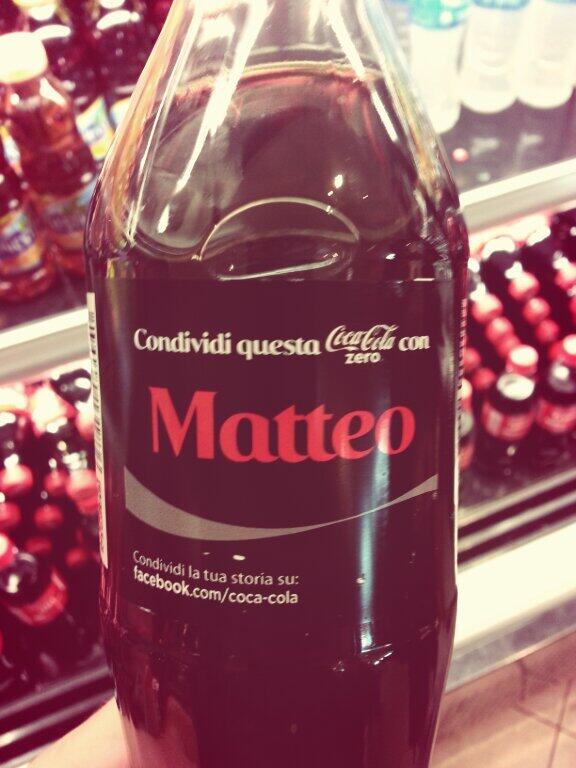 Condividi questa Coca-Cola zero con
Matteo
Condividi la tua storia su:
facebook.com/coca-cola